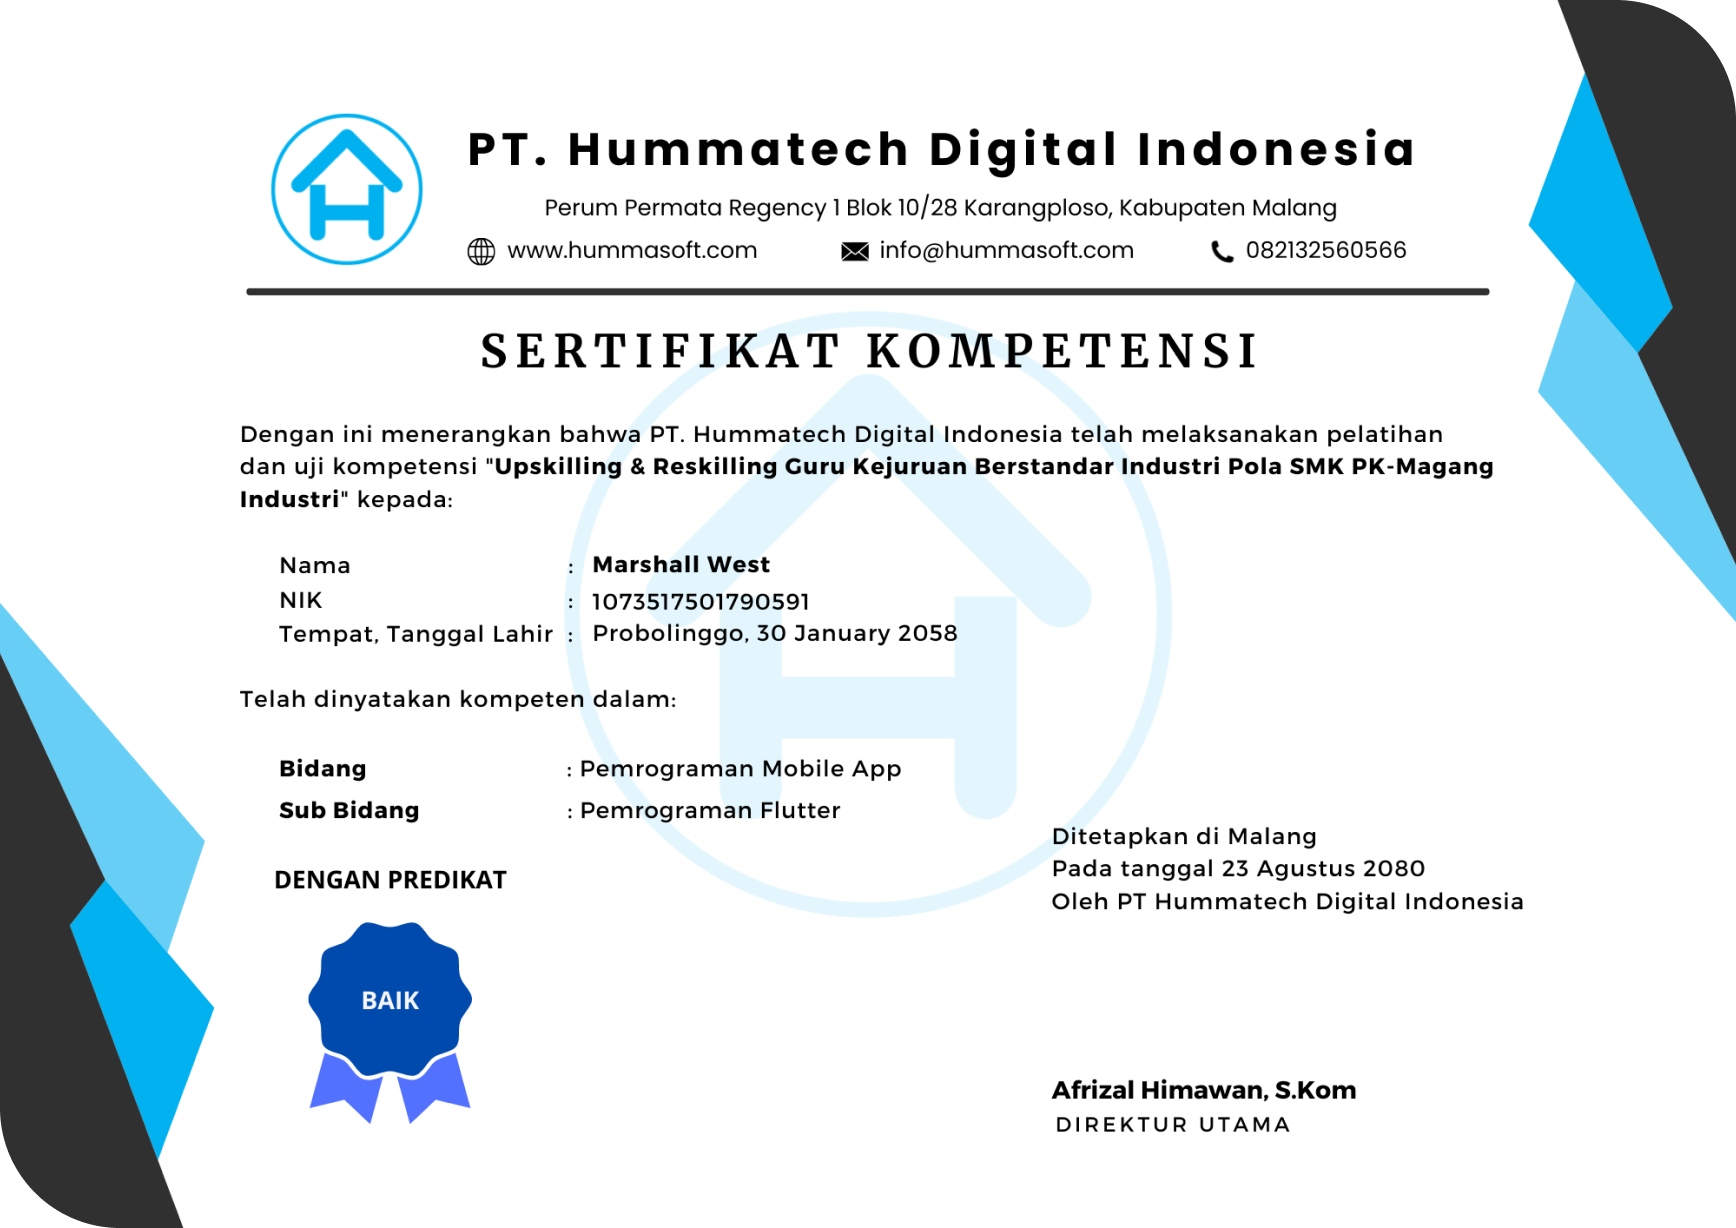 PT. Hummatech Digital Indonesia
Perum Permata Regency 1 Blok 10/28 Karangploso, Kabupaten Malang
www.hummasoft.com info@hummasoft.com 082132560566
SERTIFIKAT KOMPETENSI
Dengan ini menerangkan bahwa PT. Hummatech Digital Indonesia telah melaksanakan pelatihan
dan uji kompetensi "Upskilling & Reskilling Guru Kejuruan Berstandar Industri Pola SMK PK-Magang
Industri" kepada:
Nama : Marshall West
NIK : 1073517501790591
Tempat, Tanggal Lahir : Probolinggo, 30 January 2058
Telah dinyatakan kompeten dalam:
Bidang : Pemrograman Mobile App
Sub Bidang : Pemrograman Flutter
DENGAN PREDIKAT
BAIK
Ditetapkan di Malang
Pada tanggal 23 Agustus 2080
Oleh PT Hummatech Digital Indonesia
Afrizal Himawan, S.Kom
DIREKTUR UTAMA